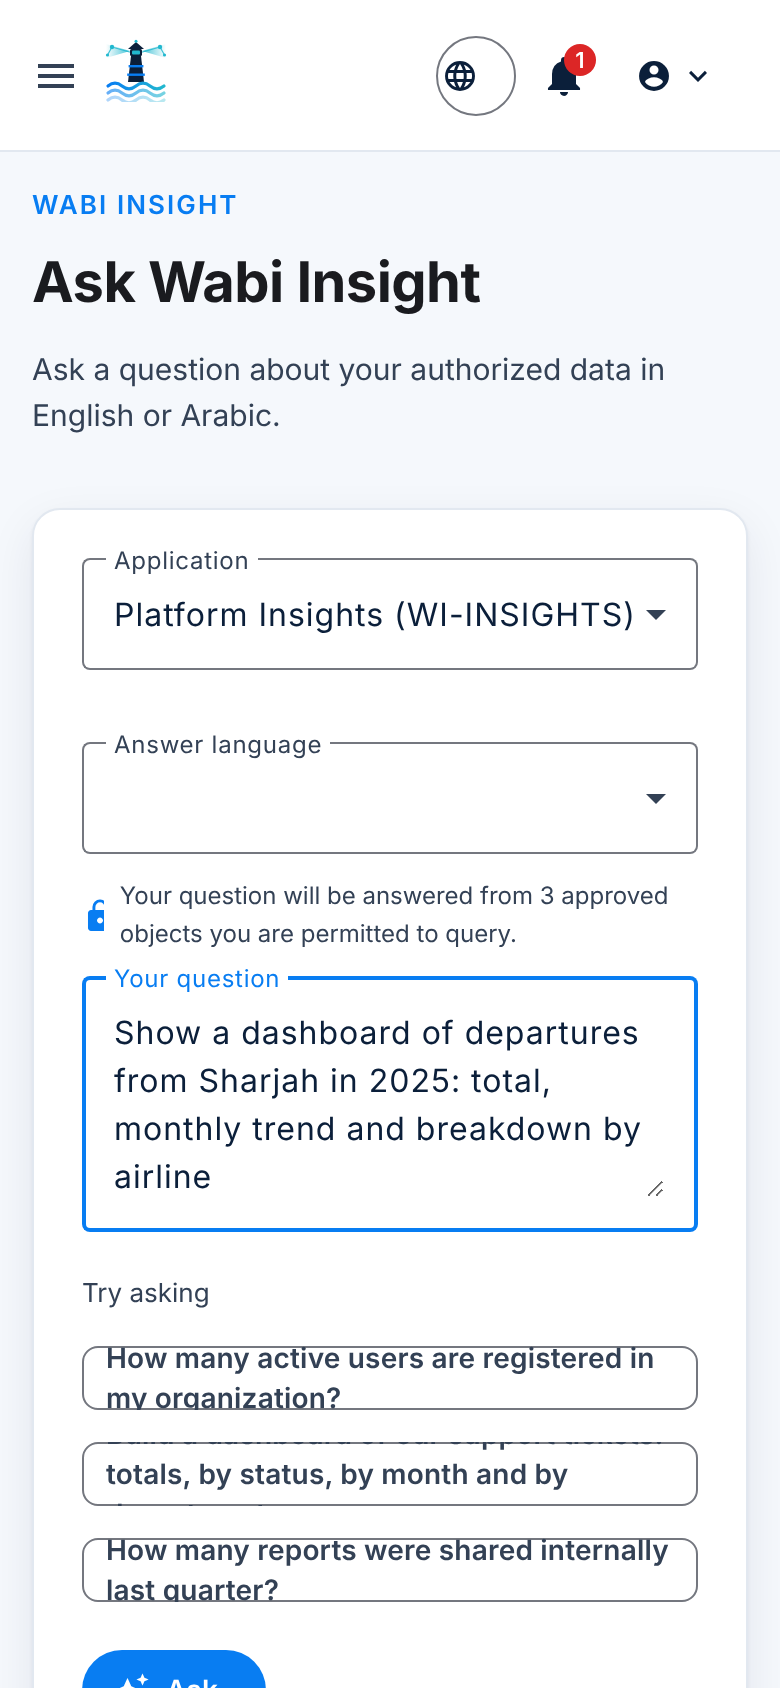 1
WABI INSIGHT
Ask Wabi Insight
Ask a question about your authorized data in
English or Arabic.
Application
Platform Insights (WI-INSIGHTS)
Answer language
Your question will be answered from 3 approved
objects you are permitted to query.
Your question
Show a dashboard of departures
from Sharjah in 2025: total,
monthly trend and breakdown by
airline
Try asking
How many active users are registered in
my organization?
totals, by status, by month and by
How many reports were shared internally
last quarter?
Ask